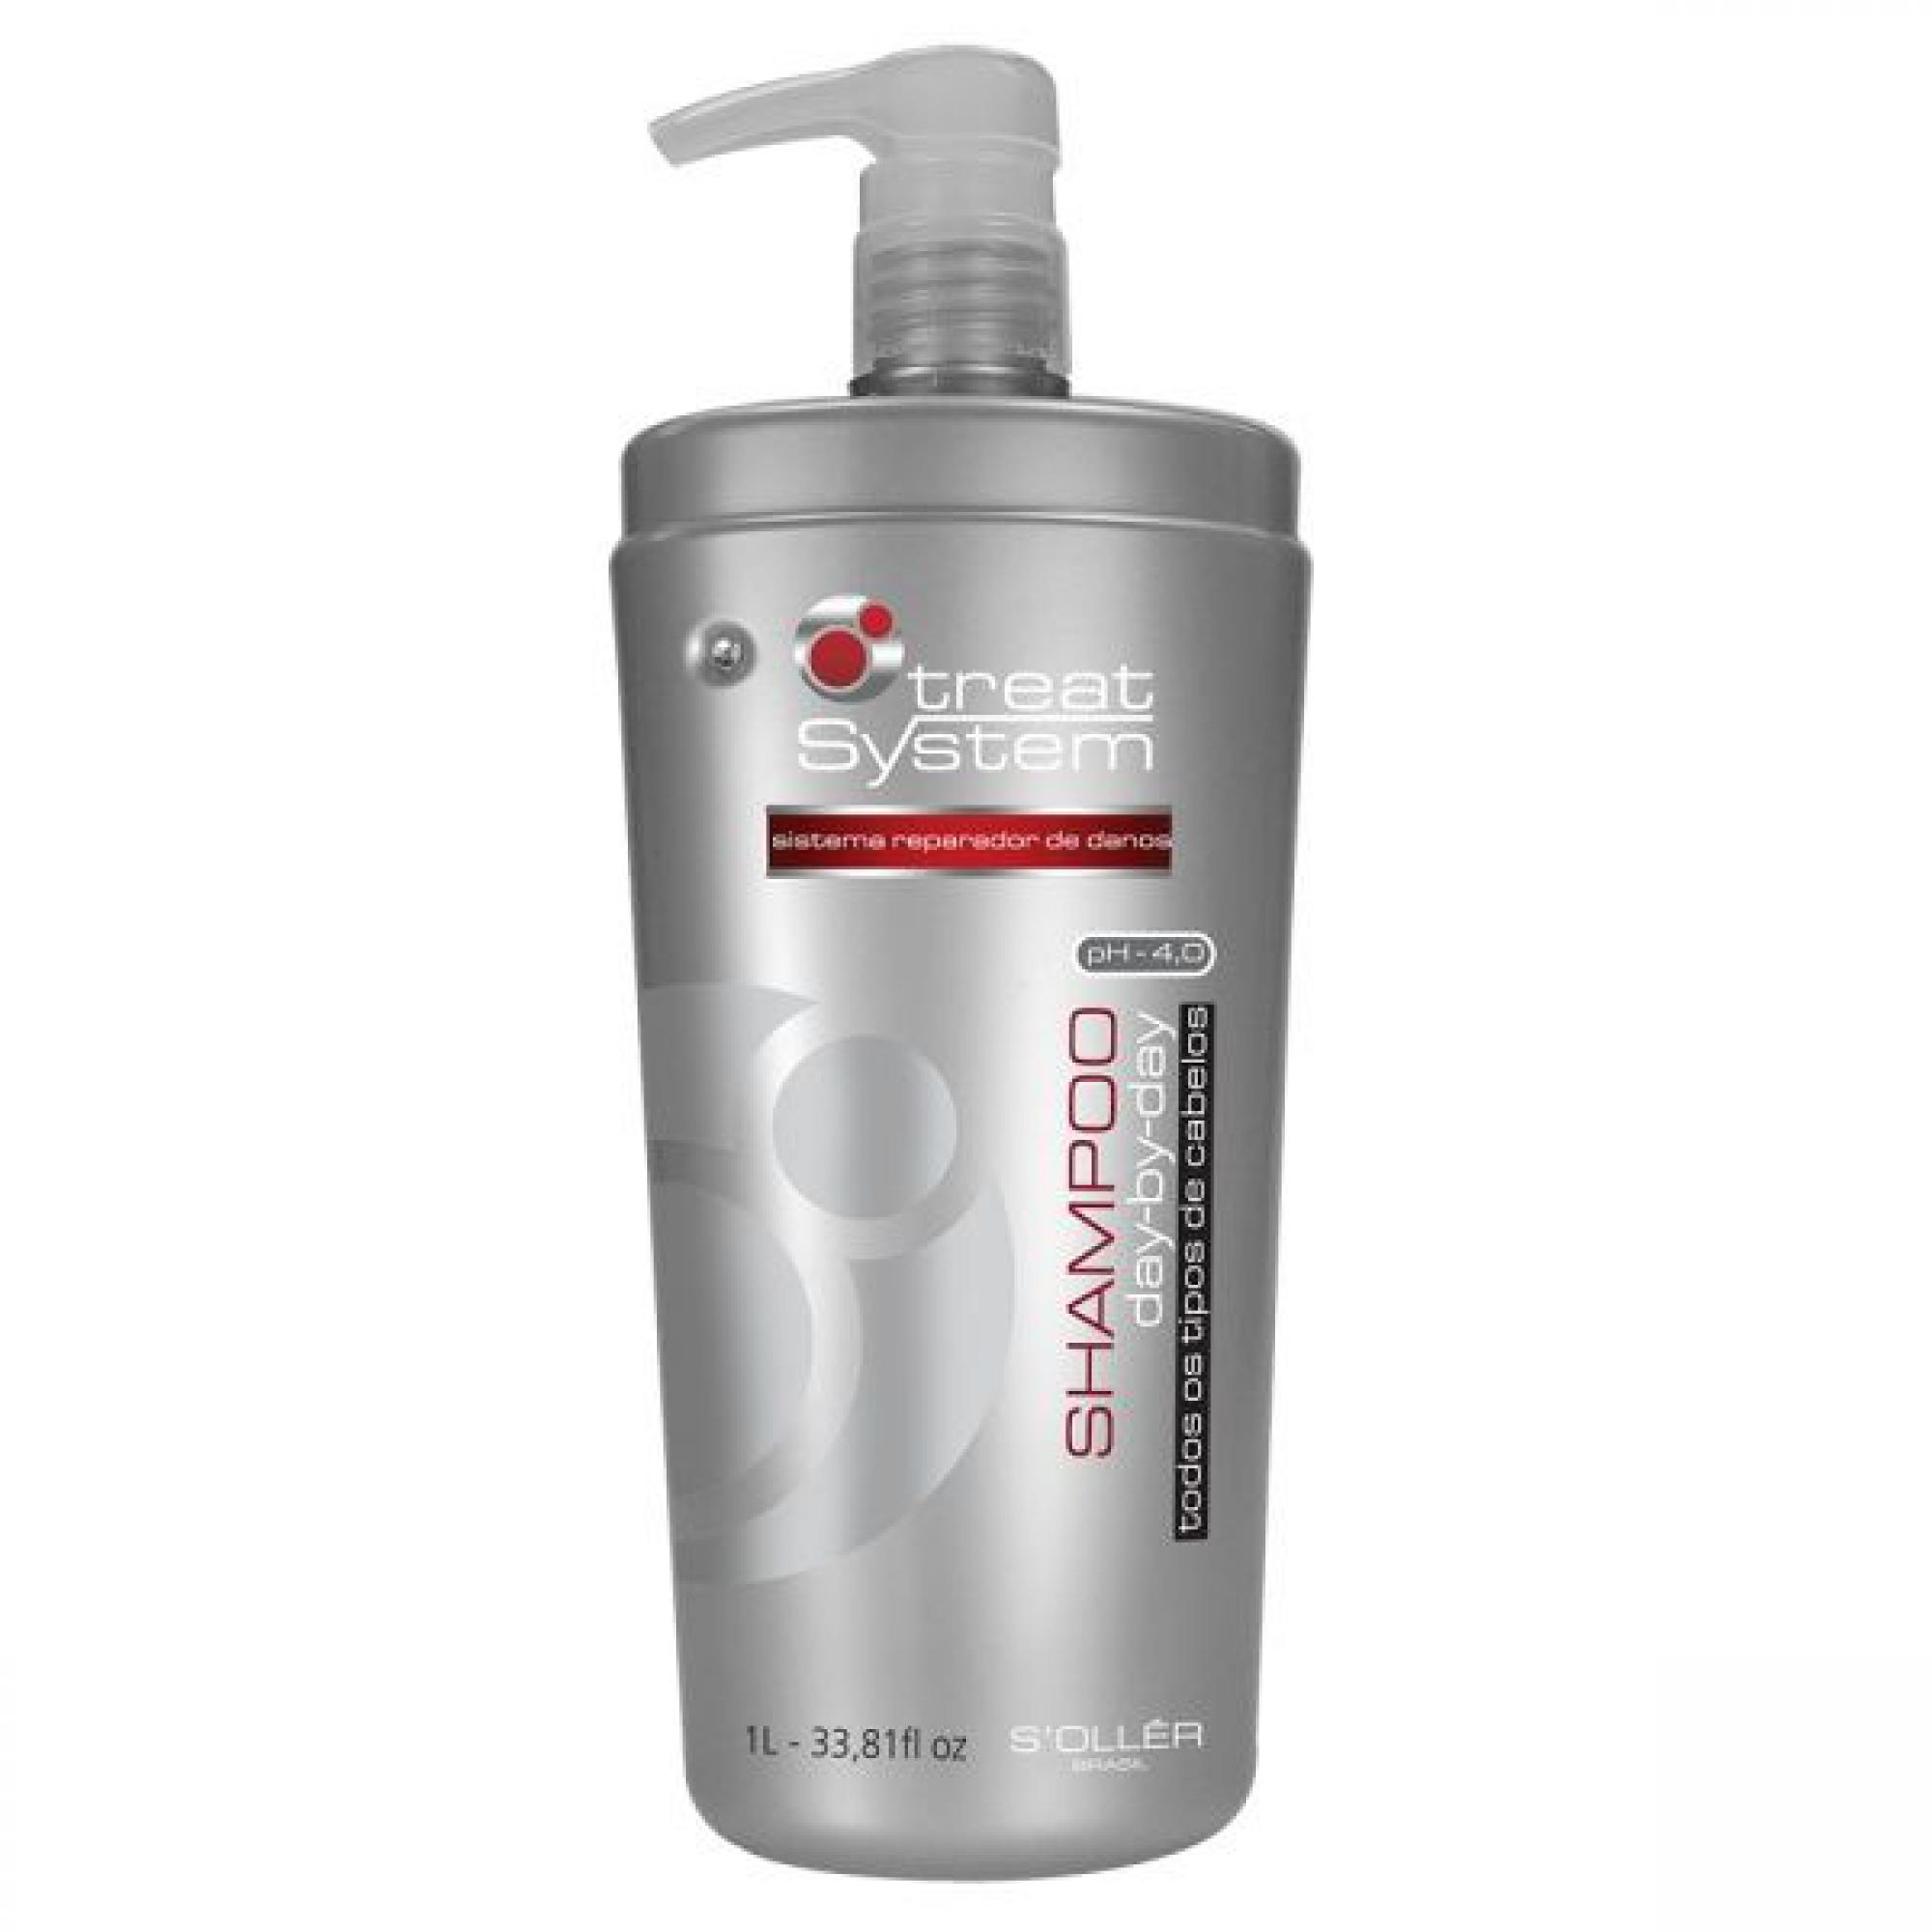 treat
System
sistema reparador de danos
pH - 4,0
SHAMPOO
day-by-day
todos os tipos de cabelos
1L - 33,81fl oz
S'OLLÉR
BRACIL